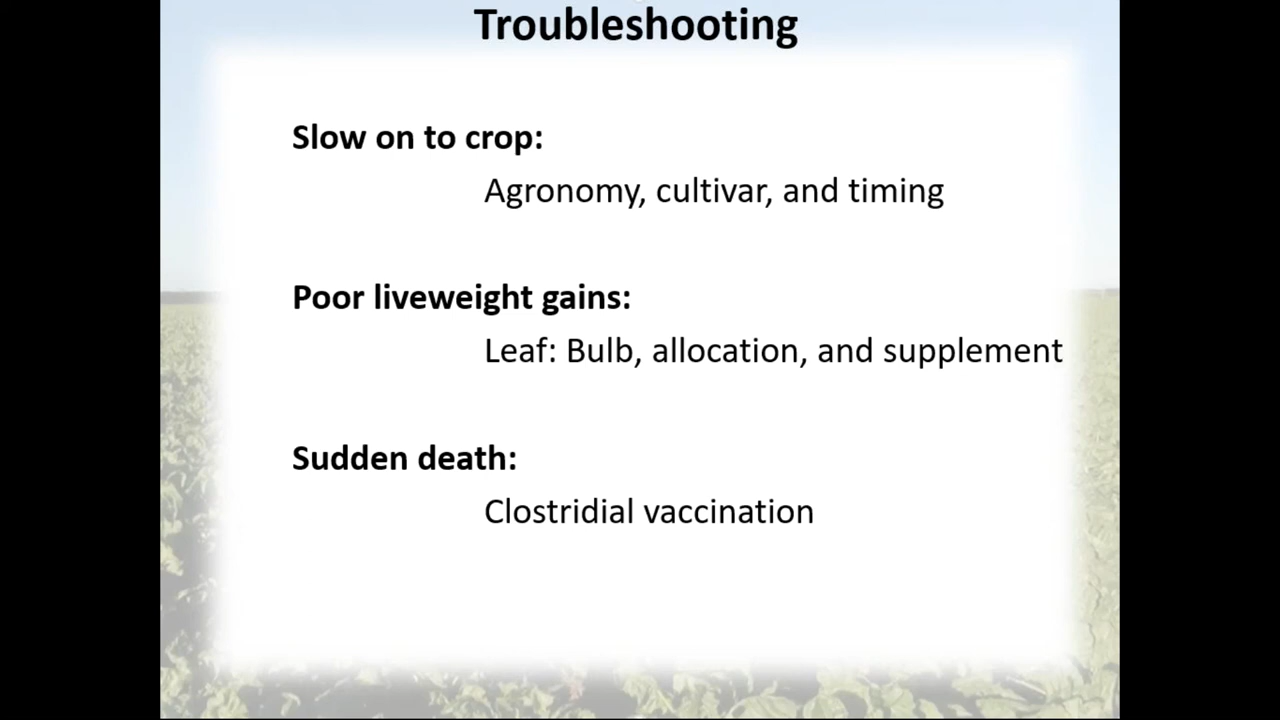 Troubleshooting
Slow on to crop:
Agronomy, cultivar, and timing
Poor liveweight gains:
Leaf: Bulb, allocation, and supplement
Sudden death:
Clostridial vaccination